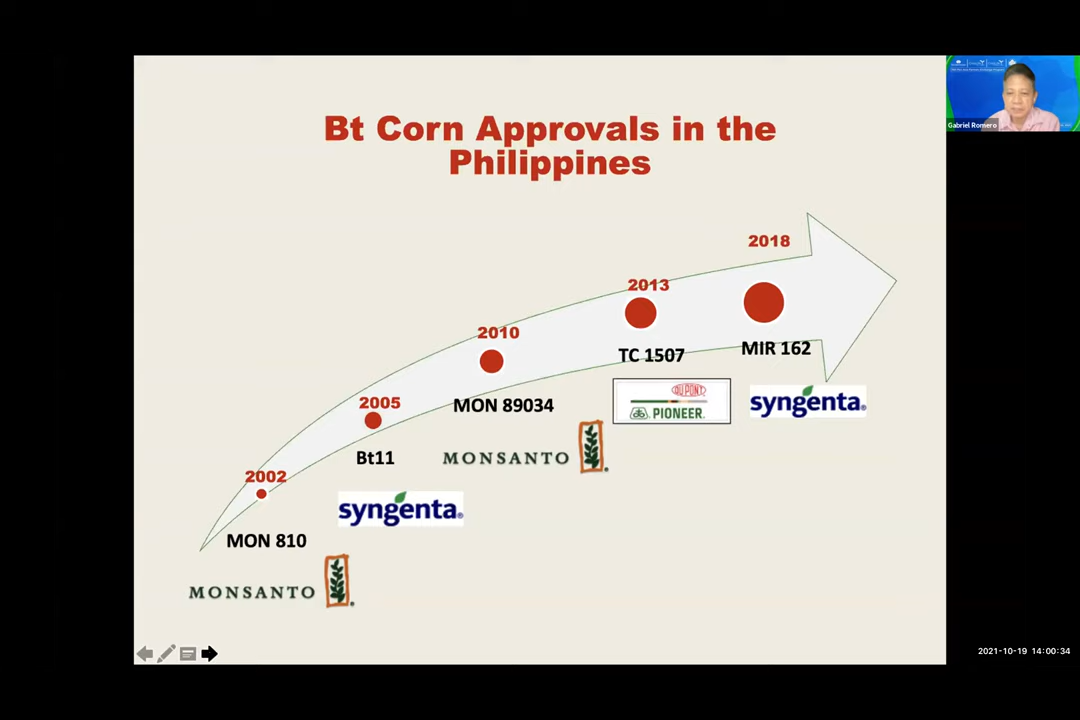 Bt Corn Approvals in the
Philippines
Gabriel Romero
2018
2013
2010
TC 1507
MIR 162
DUPONT
PIONEER.
syngenta
2005
MON 89034
Bt11
MONSANTO
2002
syngenta
MON 810
MONSANTO
2021-10-19 14:00:34